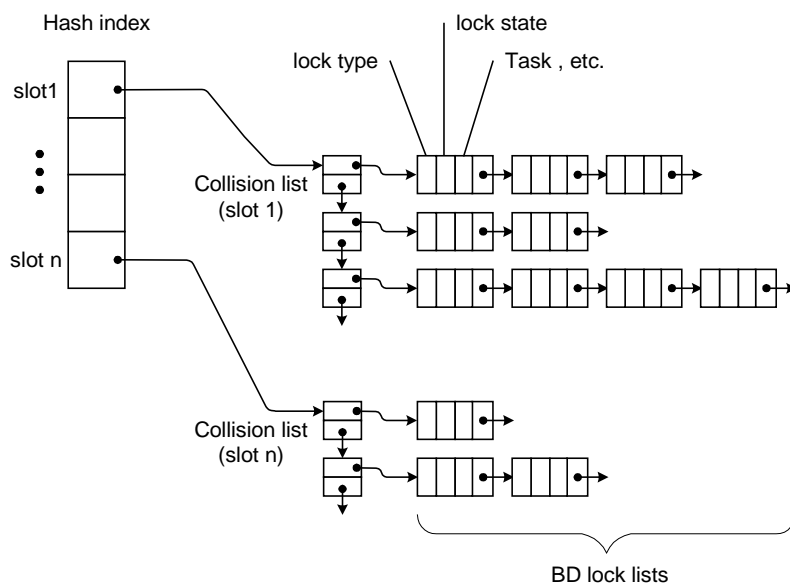 Hash index
lock state
lock type
Task , etc.
slot1
Collision list
(slot 1)
slot n
Collision list
(slot n)
BD lock lists